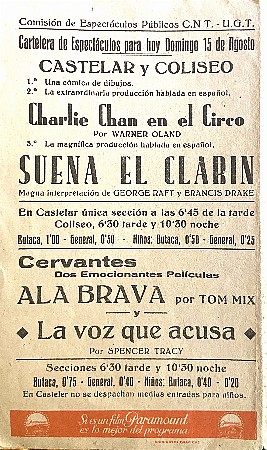 Comisión de Espectáculos Públicos C.N.T. - U.G.T.
Cartelera de Espectáculos para hoy Domingo 15 de Agosto
CASTELAR y COLISEO
1.º Una cómica de dibujos.
2.º La extraordinaria producción hablada en español,
Charlie Chan en el Circo
Por WARNER OLAND
3.º La magnífica producción hablada en español,
SUENA EL CLARIN
Magna interpretación de GEORGE RAFT y FRANCIS DRAKE
En Castelar única sección a las 6'45 de la tarde
Coliseo, 6'30 tarde y 10'30 noche
Butaca, 1'00 - General, 0'50 - Niños: Butaca, 0'50 - General, 0'25
Cervantes
Dos Emocionantes Películas
A LA BRAVA por TOM MIX
y
La voz que acusa
Por SPENCER TRACY
Secciones 6'30 tarde y 10'30 noche
Butaca, 0'75 - General, 0'40 - Niños: Butaca, 0'40 - 0'20
En Casteler no se despachan medias entradas para niños.
Si es un film Paramount
es lo mejor del programa